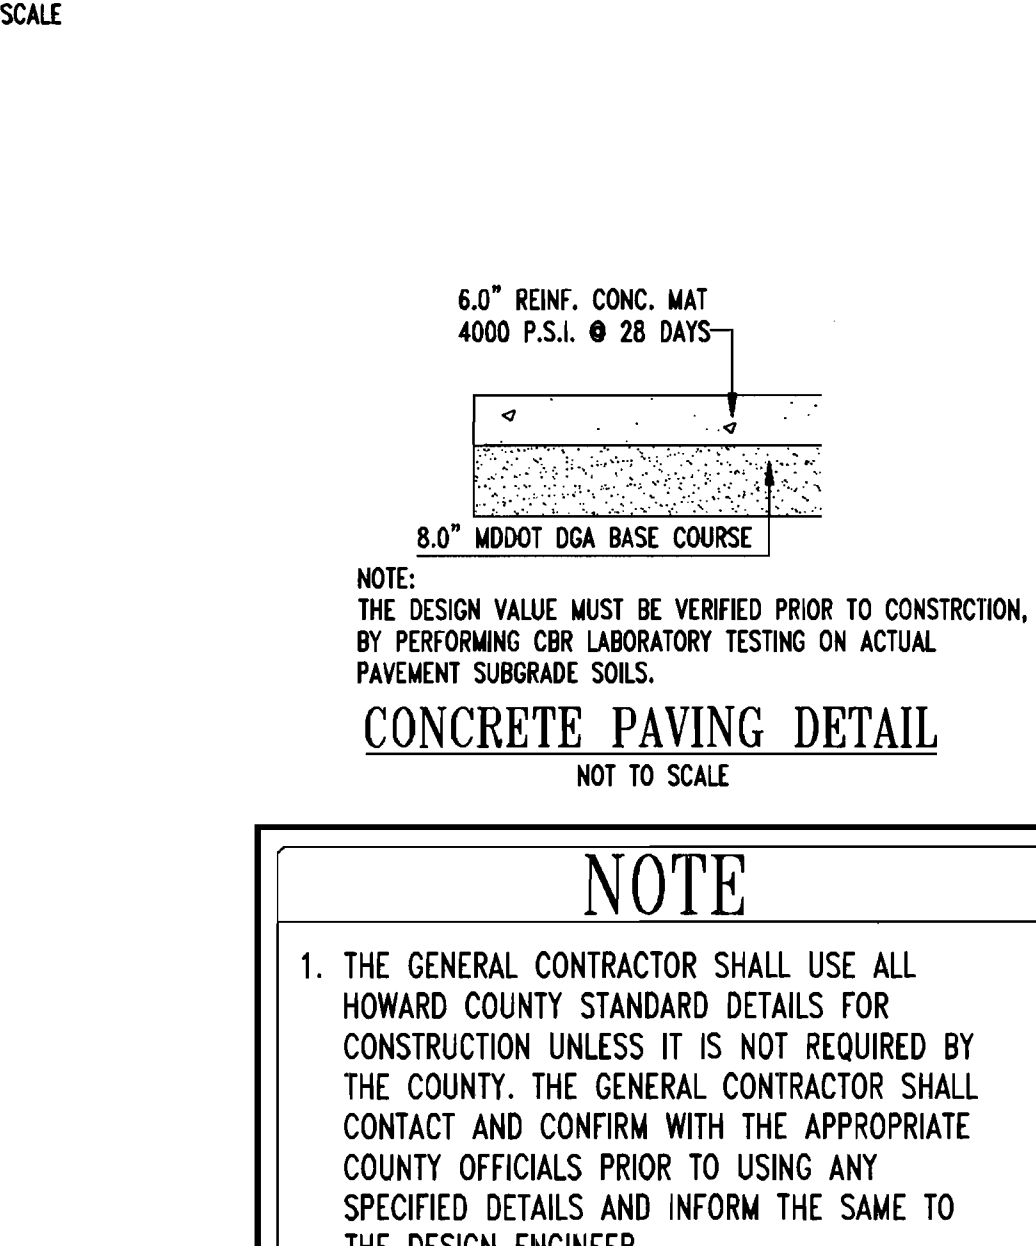 SCALE
6.0" REINF. CONC. MAT
4000 P.S.I. @ 28 DAYS
8.0" MDDOT DGA BASE COURSE
NOTE:
THE DESIGN VALUE MUST BE VERIFIED PRIOR TO CONSTRCTION,
BY PERFORMING CBR LABORATORY TESTING ON ACTUAL
PAVEMENT SUBGRADE SOILS.
CONCRETE PAVING DETAIL
NOT TO SCALE
NOTE
1. THE GENERAL CONTRACTOR SHALL USE ALL
HOWARD COUNTY STANDARD DETAILS FOR
CONSTRUCTION UNLESS IT IS NOT REQUIRED BY
THE COUNTY. THE GENERAL CONTRACTOR SHALL
CONTACT AND CONFIRM WITH THE APPROPRIATE
COUNTY OFFICIALS PRIOR TO USING ANY
SPECIFIED DETAILS AND INFORM THE SAME TO
THE DESIGN ENGINEER